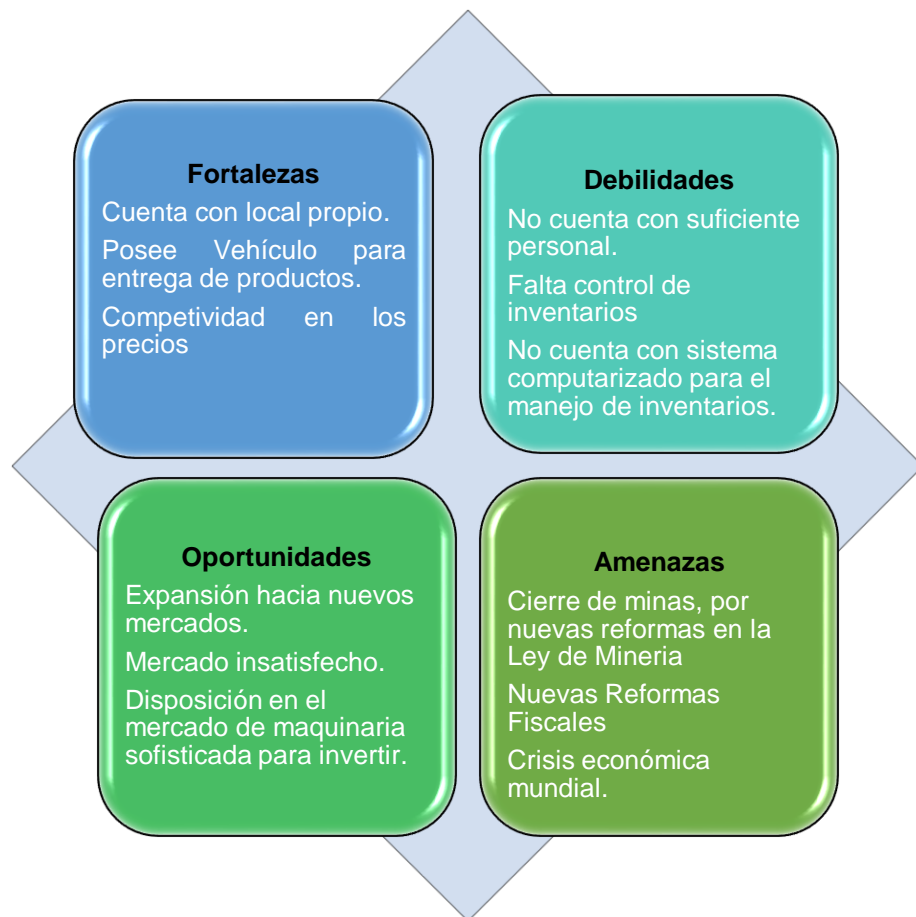 Fortalezas
Cuenta con local propio.
Posee Vehículo para
entrega de productos.
Competividad en los
precios
Debilidades
No cuenta con suficiente
personal.
Falta control de
inventarios
No cuenta con sistema
computarizado para el
manejo de inventarios.
Oportunidades
Expansión hacia nuevos
mercados.
Mercado insatisfecho.
Disposición en el
mercado de maquinaria
sofisticada para invertir.
Amenazas
Cierre de minas, por
nuevas reformas en la
Ley de Mineria
Nuevas Reformas
Fiscales
Crisis económica
mundial.